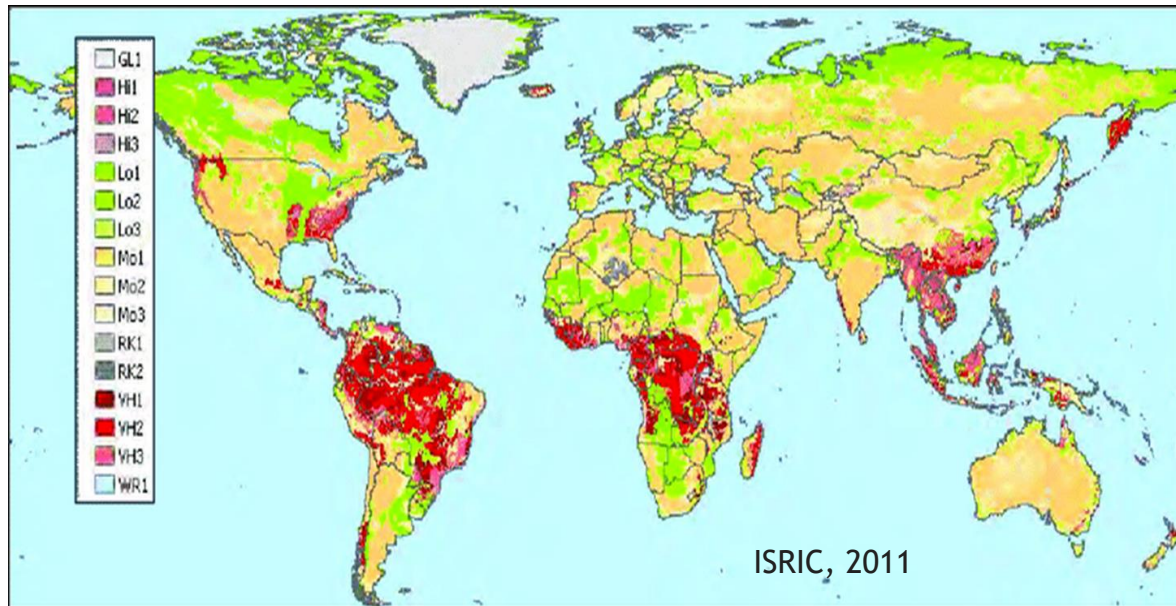 GL1
Hi1
Hi2
Hi3
Lo1
Lo2
Lo3
Mo1
Mo2
Mo3
RK1
RK2
VH1
VH2
VH3
WR1
ISRIC, 2011